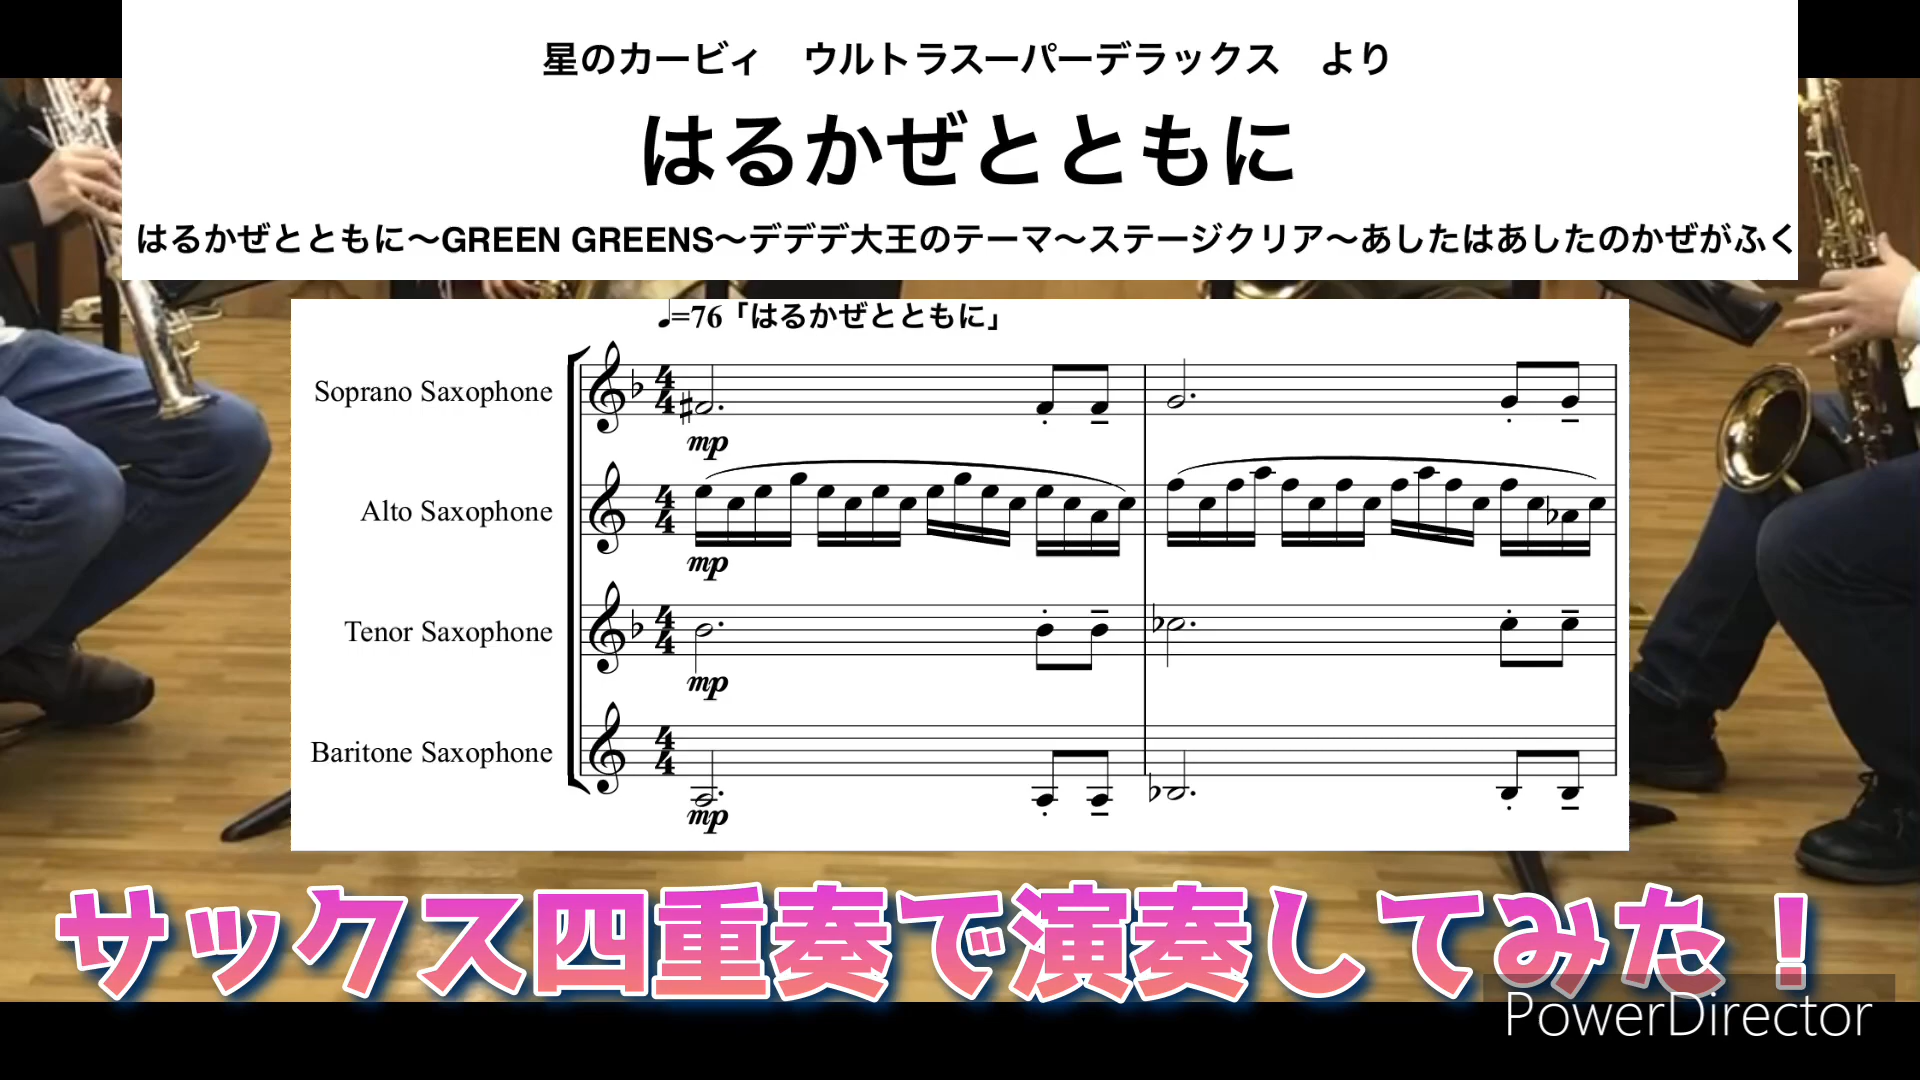 星のカービィ　ウルトラスーパーデラックス　より
はるかぜとともに
はるかぜとともに〜GREEN GREENS〜デデデ大王のテーマ〜ステージクリア〜あしたはあしたのかぜがふく
♩=76「はるかぜとともに」
Soprano Saxophone
mp
Alto Saxophone
mp
Tenor Saxophone
mp
Baritone Saxophone
mp
サックス四重奏で演奏してみた！
PowerDirector